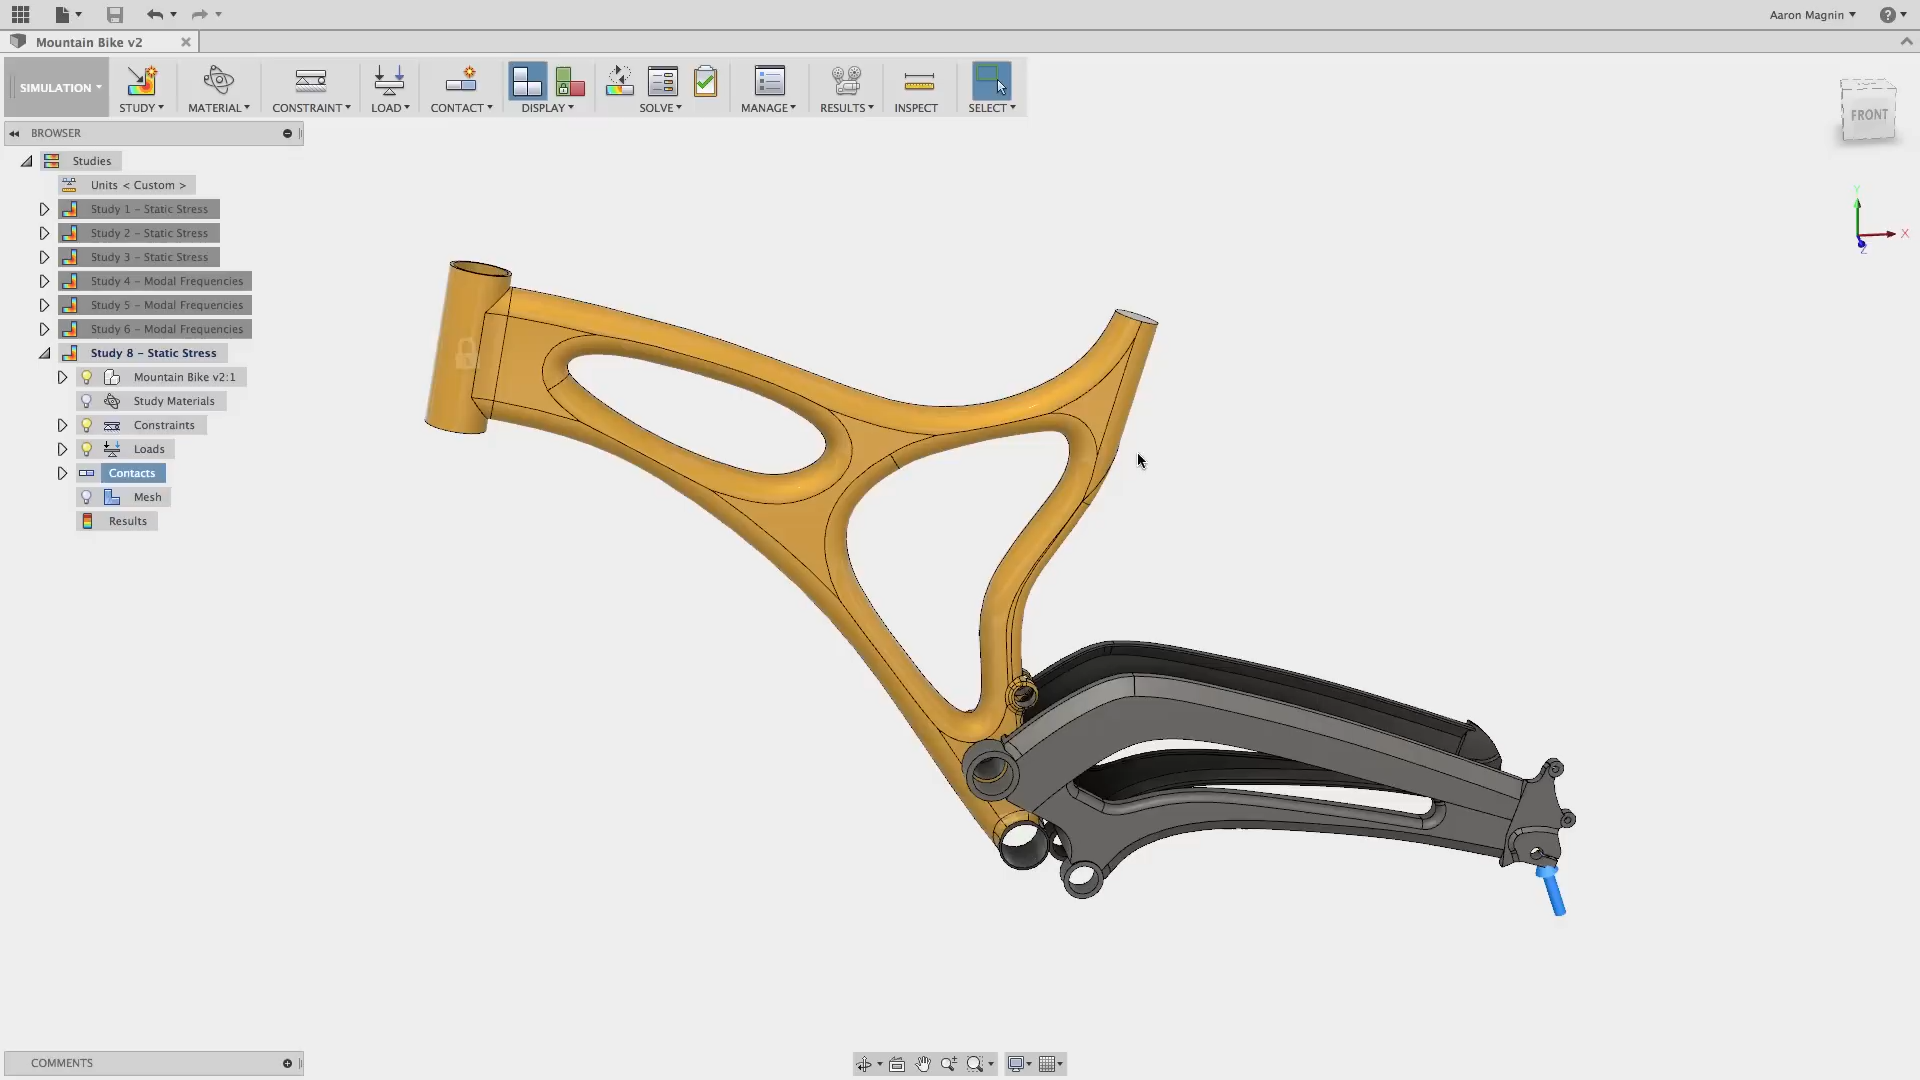 Aaron Magnin
?
Mountain Bike v2
SIMULATION
STUDY
MATERIAL
CONSTRAINT
LOAD
CONTACT
DISPLAY
SOLVE
MANAGE
RESULTS
INSPECT
SELECT
FRONT
BROWSER
Studies
Units < Custom >
Study 1 - Static Stress
Study 2 - Static Stress
Study 3 - Static Stress
Study 4 - Modal Frequencies
Study 5 - Modal Frequencies
Study 6 - Modal Frequencies
Study 8 - Static Stress
Mountain Bike v2:1
Study Materials
Constraints
Loads
Contacts
Mesh
Results
Y
X
Z
COMMENTS